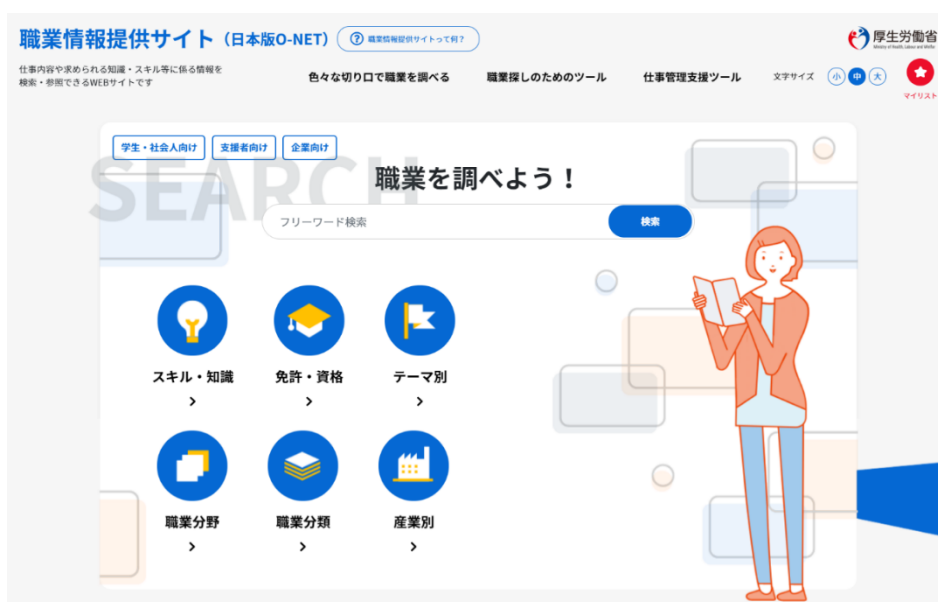 職業情報提供サイト(日本版O-NET)
? 職業情報提供サイトって何?
厚生労働省
Ministry of Health, Labour and Welfare
仕事内容や求められる知識・スキル等に係る情報を
検索・参照できるWEBサイトです
色々な切り口で職業を調べる
職業探しのためのツール
仕事管理支援ツール
文字サイズ
小 中 大
マイリスト
学生・社会人向け
支援者向け
企業向け
SEARCH
職業を調べよう!
フリーワード検索
検索
スキル・知識
免許・資格
テーマ別
職業分野
職業分類
産業別